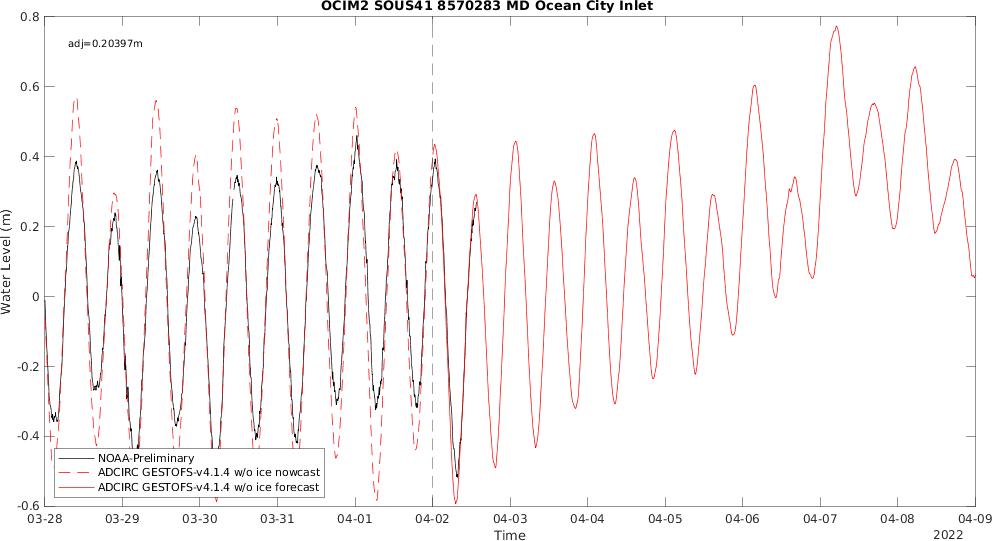 OCIM2 SOUS41 8570283 MD Ocean City Inlet
adj=0.20397m
Water Level (m)
0.8
0.6
0.4
0.2
0
-0.2
-0.4
-0.6
NOAA-Preliminary
ADCIRC GESTOFS-v4.1.4 w/o ice nowcast
ADCIRC GESTOFS-v4.1.4 w/o ice forecast
03-28 03-29 03-30 03-31 04-01 04-02 04-03 04-04 04-05 04-06 04-07 04-08 04-09
Time
2022